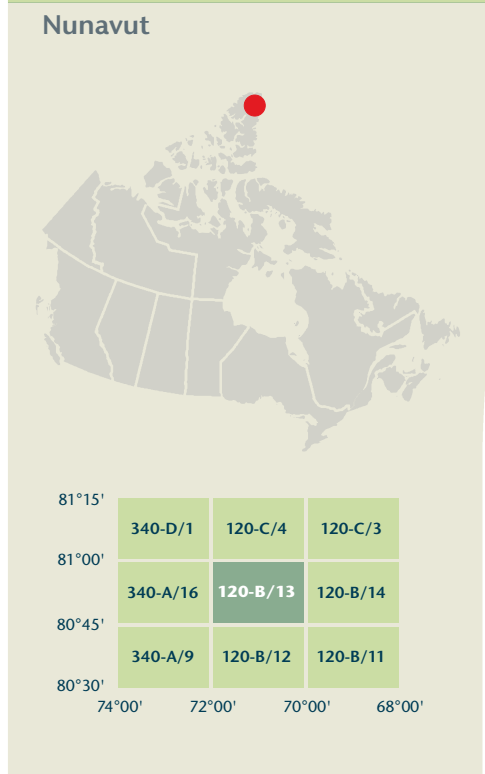 Nunavut
81°15'
340-D/1 120-C/4 120-C/3
81°00'
340-A/16 120-B/13 120-B/14
80°45'
340-A/9 120-B/12 120-B/11
80°30'
74°00' 72°00' 70°00' 68°00'